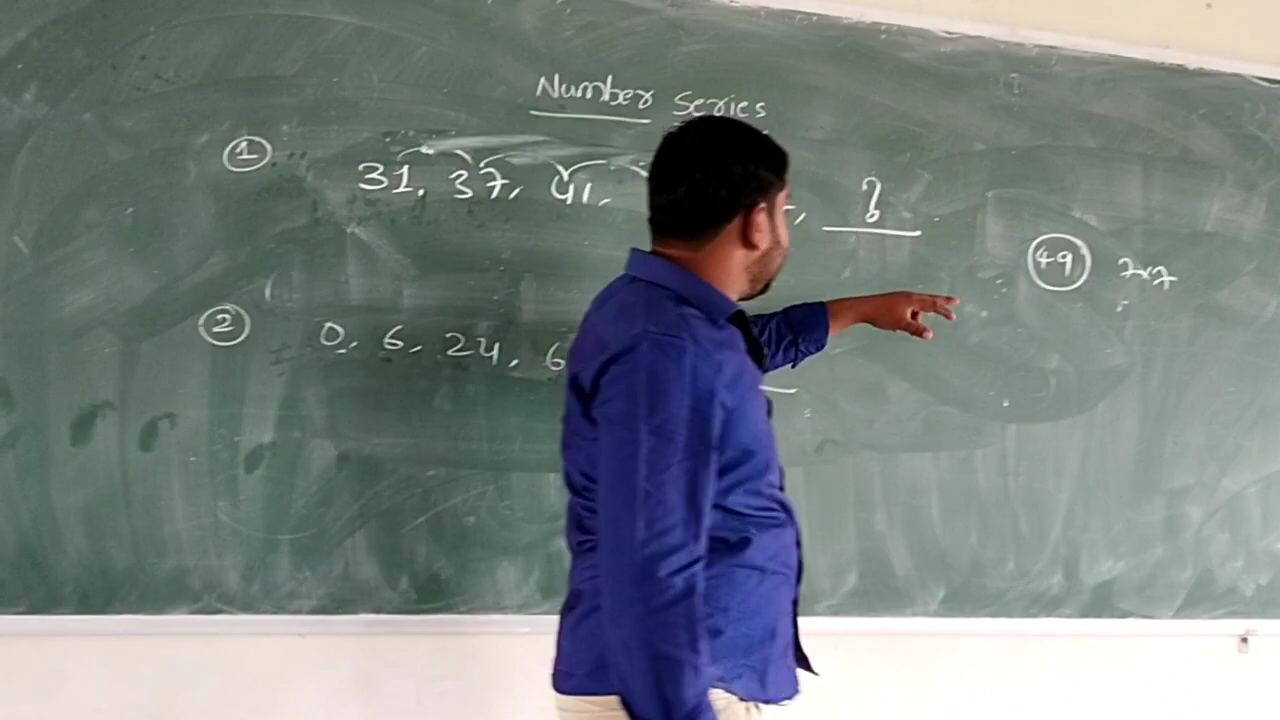 Number Series
① 31, 37, 41, , ?
49 7x7
② 0, 6, 24, 6